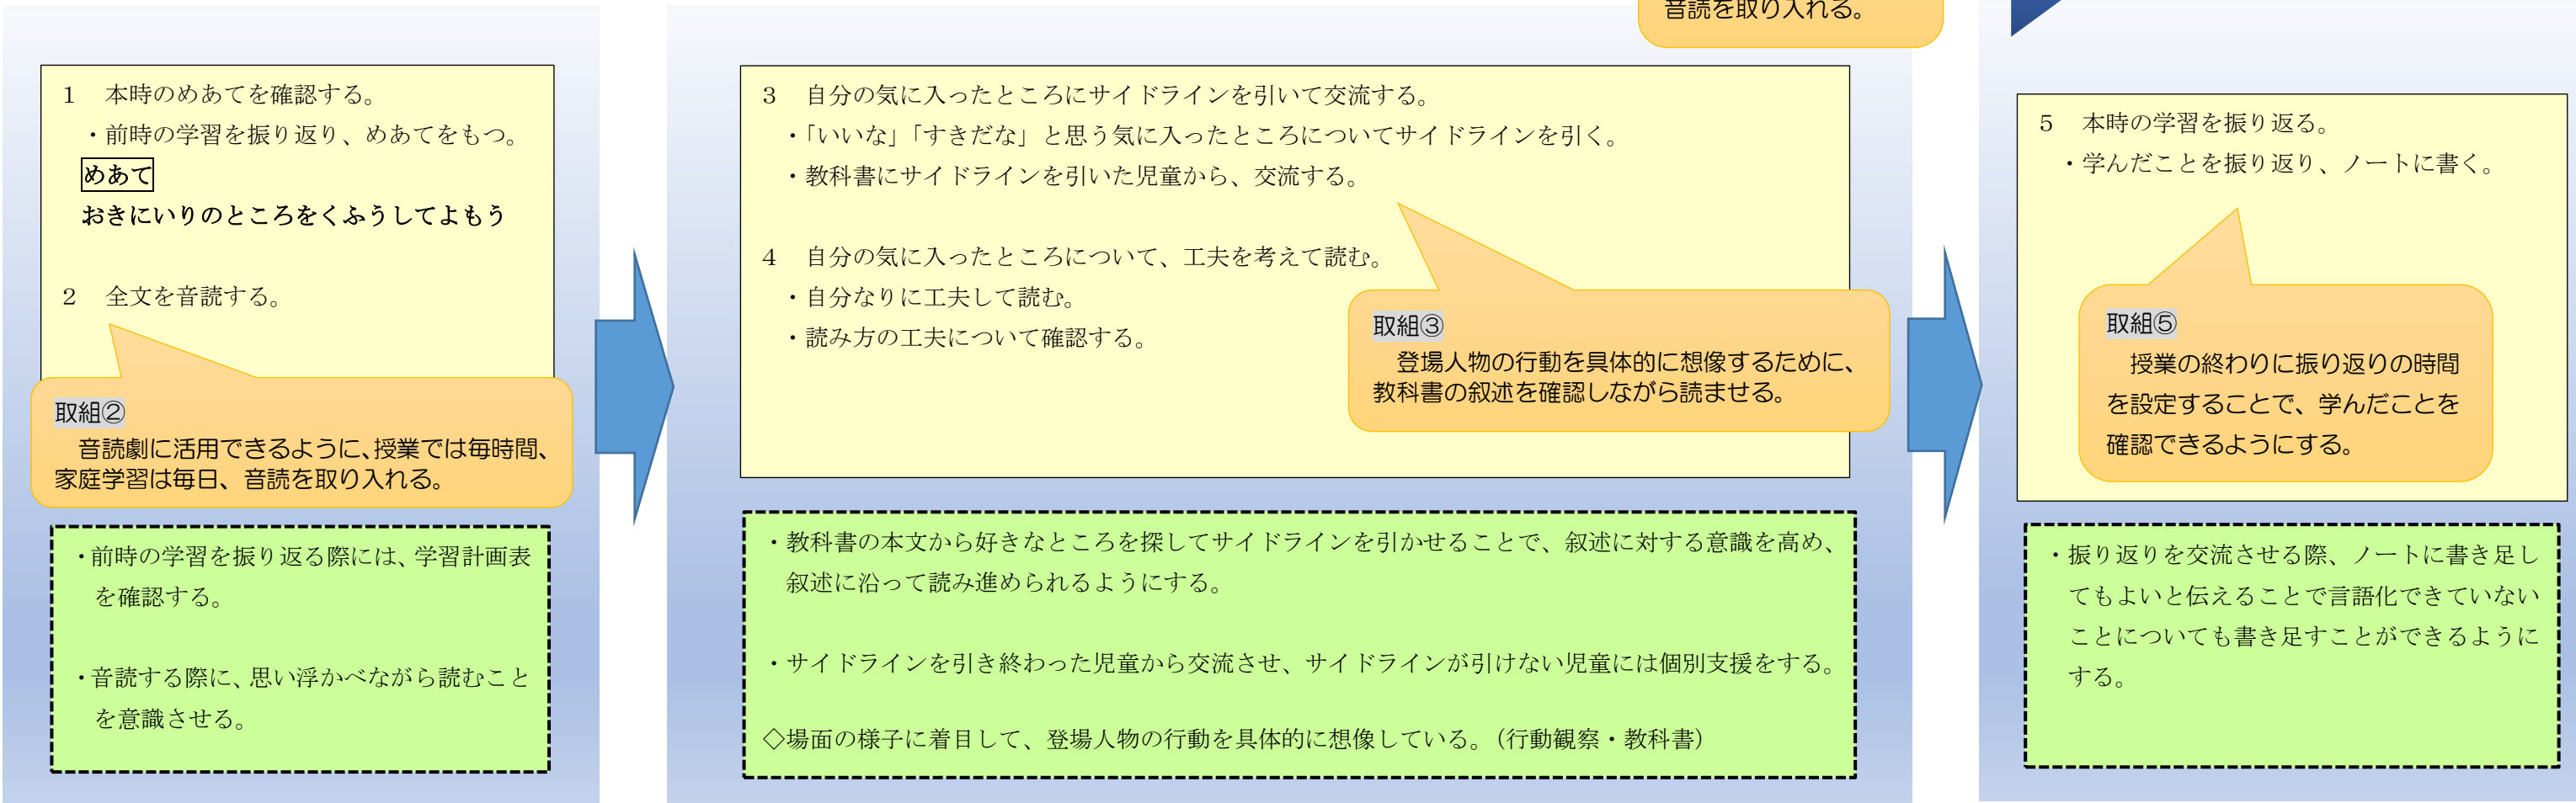 音読を取り入れる。
１　本時のめあてを確認する。
・前時の学習を振り返り、めあてをもつ。
めあて
おきにいりのところをくふうしてよもう
２　全文を音読する。
取組②
音読劇に活用できるように、授業では毎時間、
家庭学習は毎日、音読を取り入れる。
・前時の学習を振り返る際には、学習計画表
を確認する。
・音読する際に、思い浮かべながら読むこと
を意識させる。
３　自分の気に入ったところにサイドラインを引いて交流する。
・「いいな」「すきだな」と思う気に入ったところについてサイドラインを引く。
・教科書にサイドラインを引いた児童から、交流する。
４　自分の気に入ったところについて、工夫を考えて読む。
・自分なりに工夫して読む。
・読み方の工夫について確認する。
取組③
登場人物の行動を具体的に想像するために、
教科書の叙述を確認しながら読ませる。
・教科書の本文から好きなところを探してサイドラインを引かせることで、叙述に対する意識を高め、
叙述に沿って読み進められるようにする。
・サイドラインを引き終わった児童から交流させ、サイドラインが引けない児童には個別支援をする。
◇場面の様子に着目して、登場人物の行動を具体的に想像している。（行動観察・教科書）
５　本時の学習を振り返る。
・学んだことを振り返り、ノートに書く。
取組⑤
授業の終わりに振り返りの時間
を設定することで、学んだことを
確認できるようにする。
・振り返りを交流させる際、ノートに書き足し
てもよいと伝えることで言語化できていない
ことについても書き足すことができるように
する。